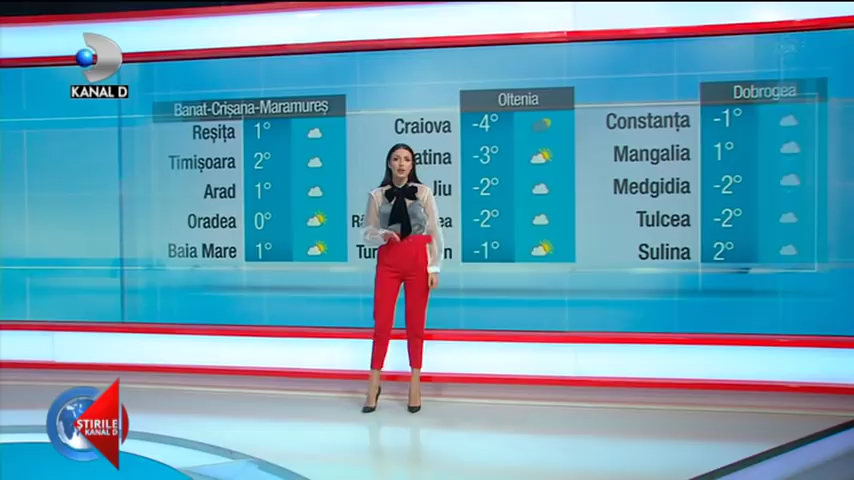 KANAL D
Banat-Crișana-Maramureș
Reșița 1°
Timișoara 2°
Arad 1°
Oradea 0°
Baia Mare 1°
Oltenia
Craiova -4°
-3°
Jiu -2°
-2°
-1°
Dobrogea
Constanța -1°
Mangalia 1°
Medgidia -2°
Tulcea -2°
Sulina 2°
ȘTIRILE
KANAL D